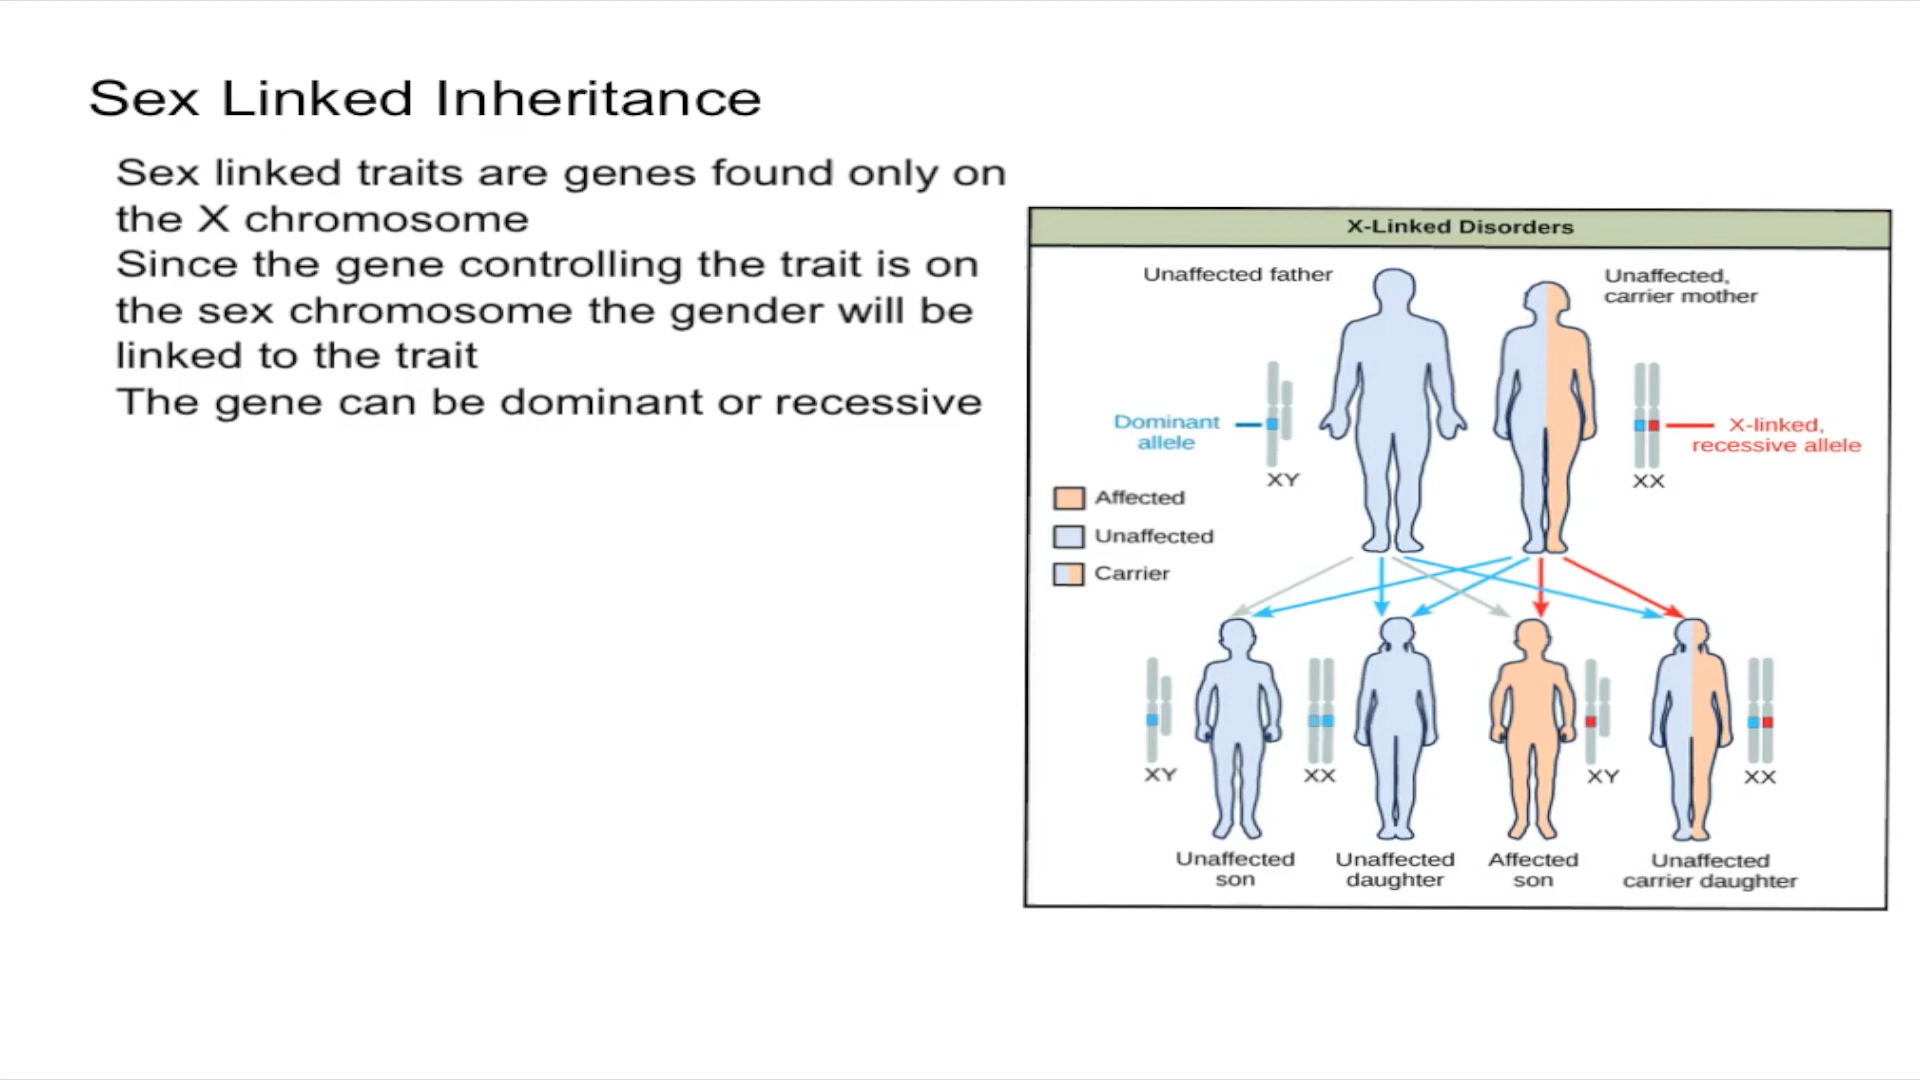 Sex Linked Inheritance
Sex linked traits are genes found only on
the X chromosome
Since the gene controlling the trait is on
the sex chromosome the gender will be
linked to the trait
The gene can be dominant or recessive
X-Linked Disorders
Unaffected father
Unaffected,
carrier mother
Dominant
allele
XY
XX
X-linked,
recessive allele
Affected
Unaffected
Carrier
XY
XX
XY
XX
Unaffected
son
Unaffected
daughter
Affected
son
Unaffected
carrier daughter